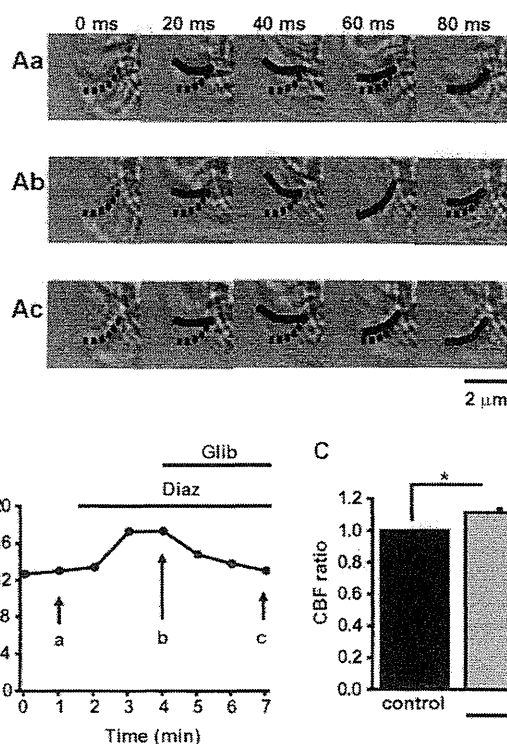 0 ms 20 ms 40 ms 60 ms 80 ms
Aa
Ab
Ac
2 μm
Glib
Diaz
20
12
8
4
0
a
b
c
0 1 2 3 4 5 6 7
Time (min)
C
*
1.2
1.0
0.8
0.6
0.4
0.2
0.0
CBF ratio
control